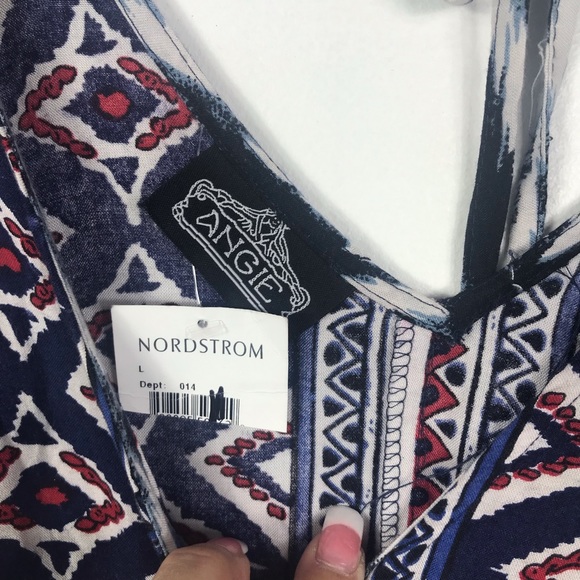 ANGIE
NORDSTROM
L
Dept: 014